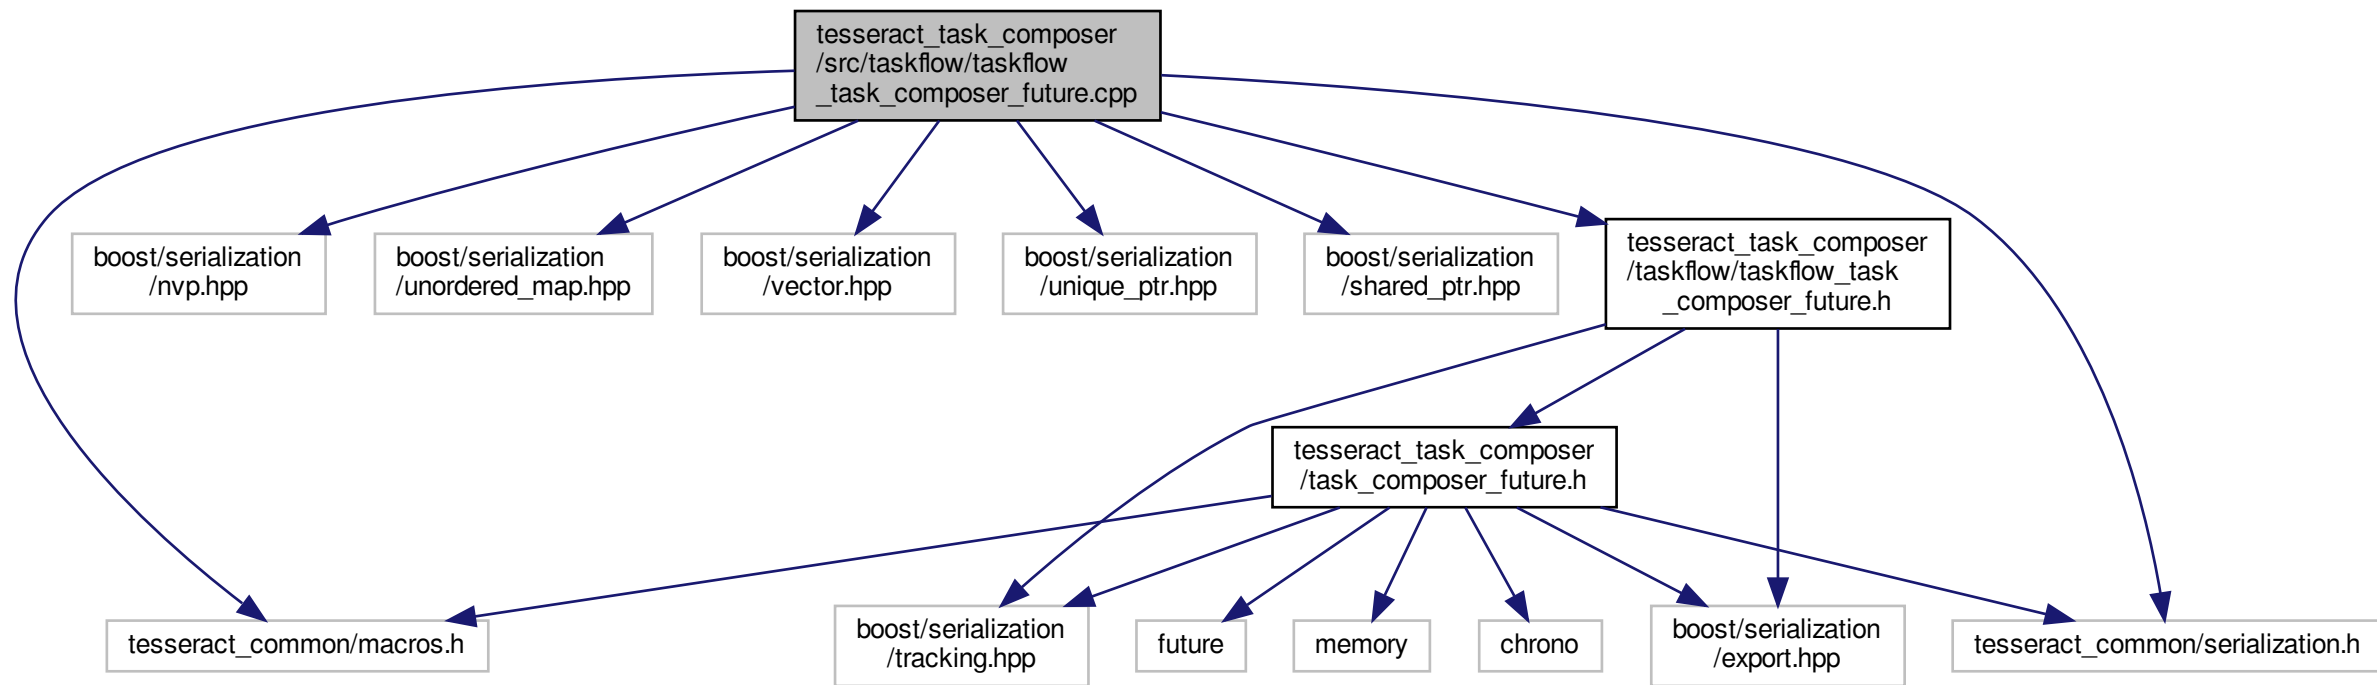 tesseract_task_composer
/src/taskflow/taskflow
_task_composer_future.cpp
boost/serialization
/nvp.hpp
boost/serialization
/unordered_map.hpp
boost/serialization
/vector.hpp
boost/serialization
/unique_ptr.hpp
boost/serialization
/shared_ptr.hpp
tesseract_task_composer
/taskflow/taskflow_task
_composer_future.h
tesseract_task_composer
/task_composer_future.h
tesseract_common/macros.h
boost/serialization
/tracking.hpp
future
memory
chrono
boost/serialization
/export.hpp
tesseract_common/serialization.h